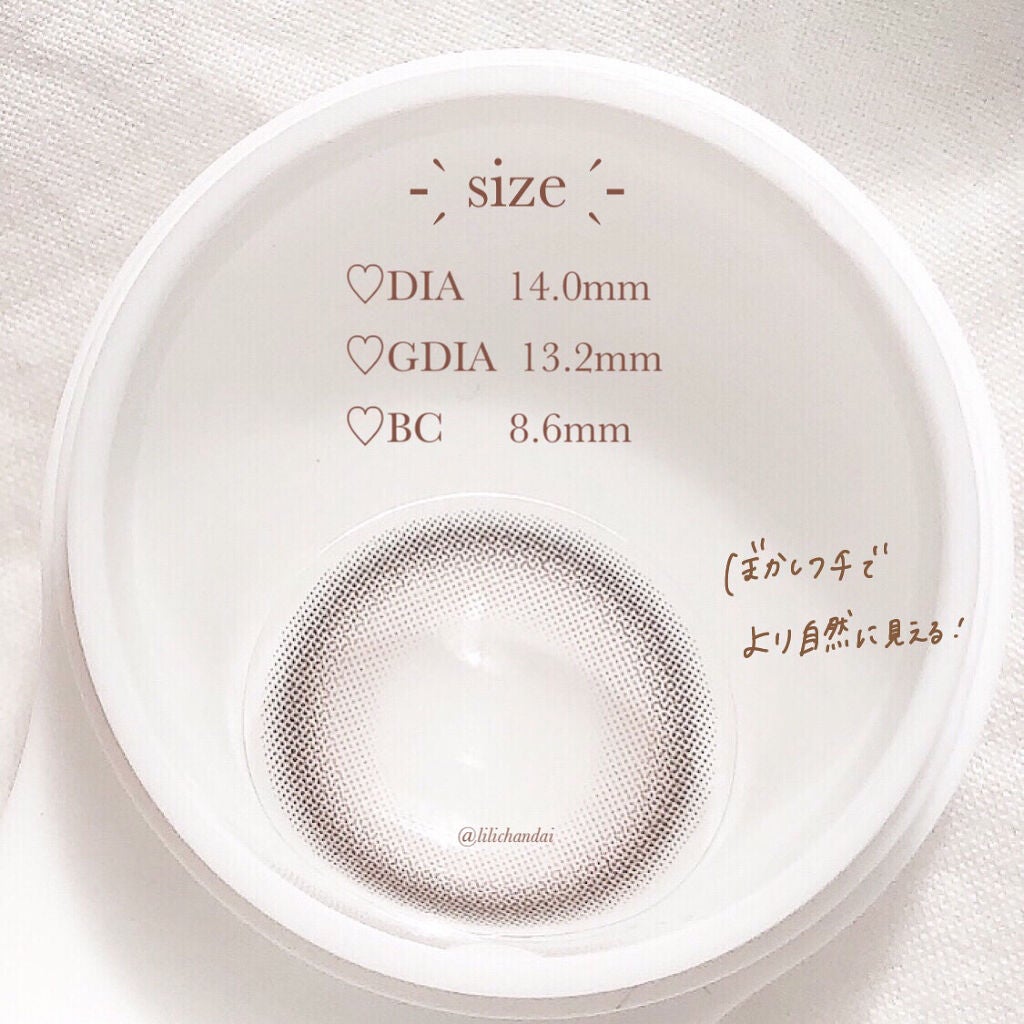 size
♡DIA 14.0mm
♡GDIA 13.2mm
♡BC 8.6mm
ぼかしフチで
より自然に見える!
@lilichandai